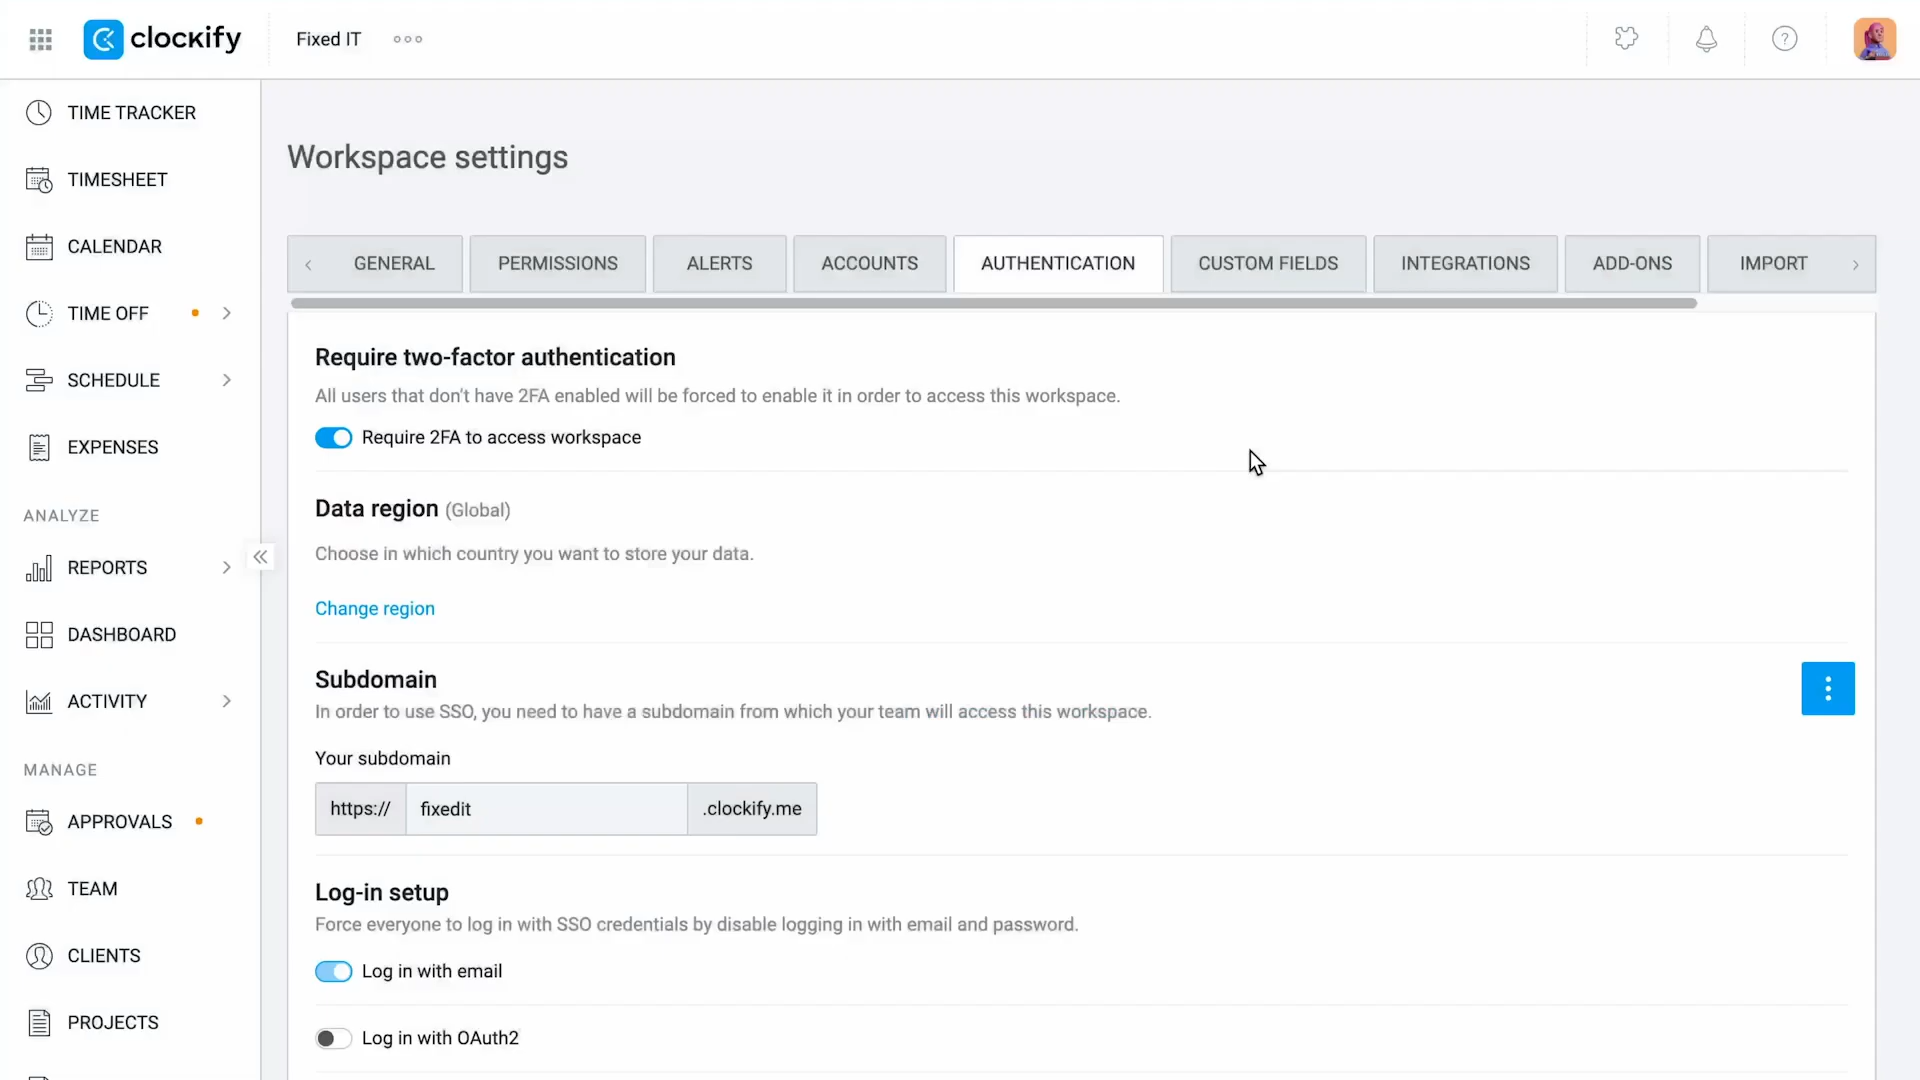 clockify
Fixed IT
TIME TRACKER
TIMESHEET
CALENDAR
TIME OFF
SCHEDULE
EXPENSES
ANALYZE
REPORTS
DASHBOARD
ACTIVITY
MANAGE
APPROVALS
TEAM
CLIENTS
PROJECTS
Workspace settings
GENERAL
PERMISSIONS
ALERTS
ACCOUNTS
AUTHENTICATION
CUSTOM FIELDS
INTEGRATIONS
ADD-ONS
IMPORT
Require two-factor authentication
All users that don't have 2FA enabled will be forced to enable it in order to access this workspace.
Require 2FA to access workspace
Data region (Global)
Choose in which country you want to store your data.
Change region
Subdomain
In order to use SSO, you need to have a subdomain from which your team will access this workspace.
Your subdomain
https:// fixedit .clockify.me
Log-in setup
Force everyone to log in with SSO credentials by disable logging in with email and password.
Log in with email
Log in with OAuth2